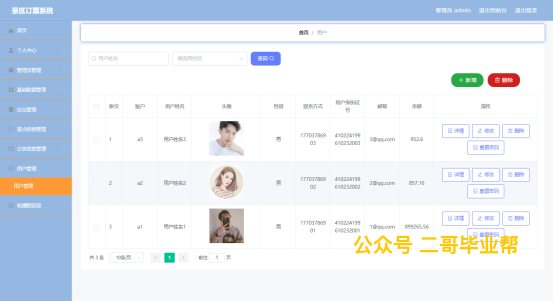 景区订票系统
管理员 admin 退出到前台 退出登录
首页
个人中心
管理员管理
基础数据管理
论坛管理
公告信息管理
用户管理
用户管理
轮播图信息
首页 / 用户
用户姓名
请选择性别
查询
+ 新增
删除
索引 账户 用户姓名 头像 性别 联系方式 用户身份证号 邮箱 余额 操作
1 a3 用户姓名3 男 17703786903 410224199610232003 3@qq.com 952.6 详情 修改 删除
重置密码
2 a2 用户姓名2 男 17703786902 410224199610232002 2@qq.com 857.16 详情 修改 删除
重置密码
3 a1 用户姓名1 男 17703786901 410224199610232001 1@qq.com 899265.56 详情 修改 删除
重置密码
共 3 条 10条/页 < 1 > 前往 1 页
公众号 二哥毕业帮